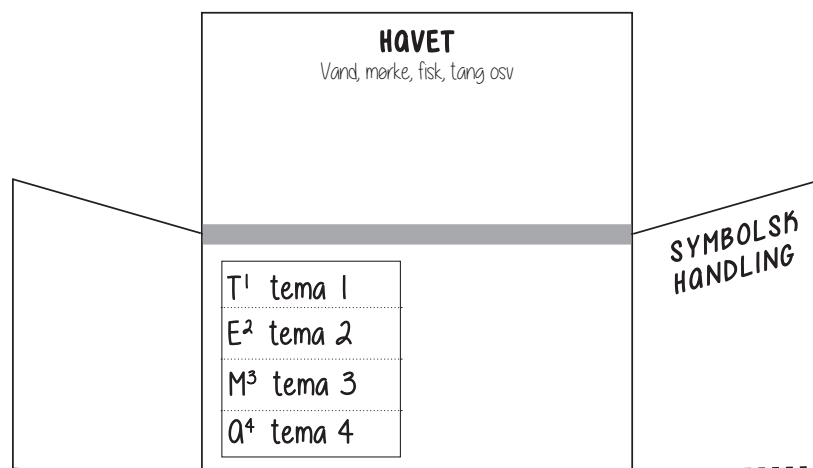 HAVET
Vand, mørke, fisk, tang osv
SYMBOLSK
HANDLING
T¹ tema 1
E² tema 2
M³ tema 3
A⁴ tema 4